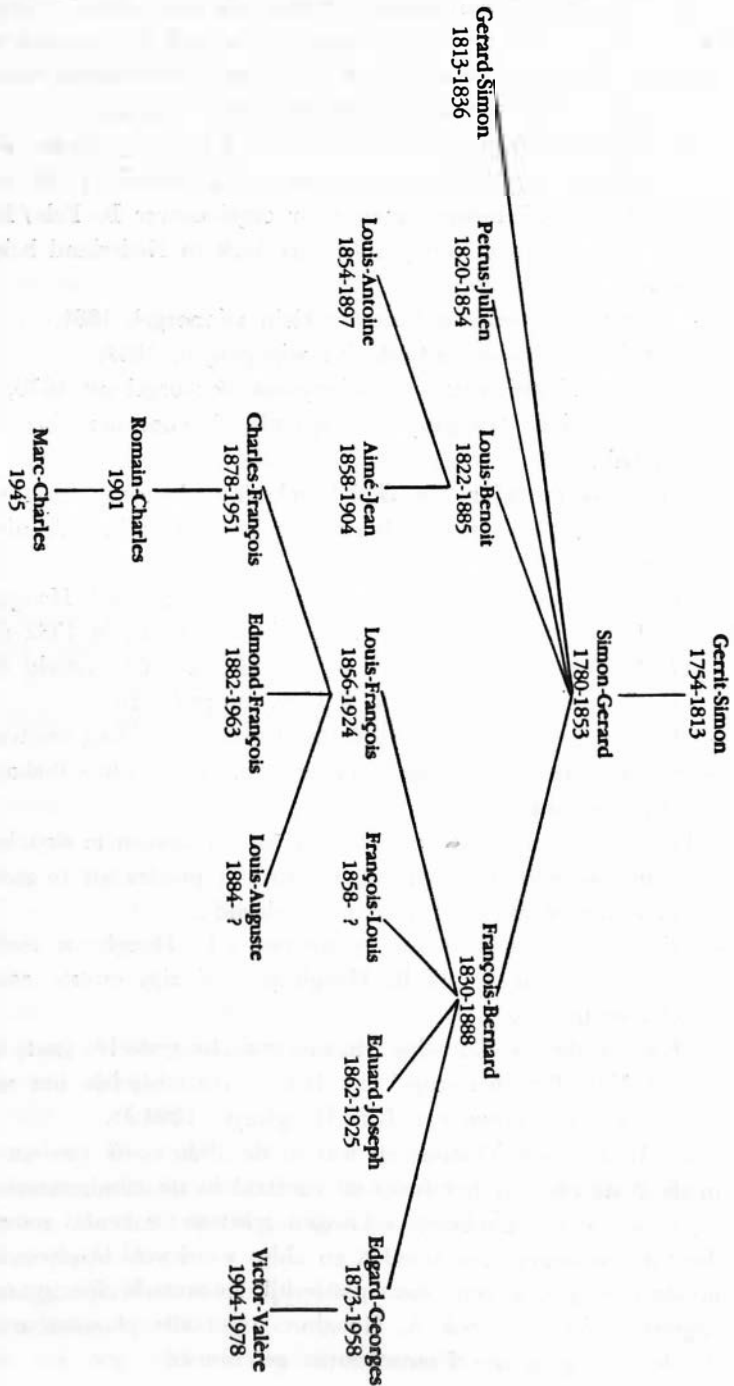 Gerrit-Simon
1754-1813
Simon-Gerard
1780-1853
Gerard-Simon
1813-1836
Petrus-Julien
1820-1854
Louis-Benoit
1822-1885
François-Bernard
1830-1888
Louis-Antoine
1854-1897
Aimé-Jean
1858-1904
Louis-François
1856-1924
François-Louis
1858- ?
Eduard-Joseph
1862-1925
Edgard-Georges
1873-1958
Charles-François
1878-1951
Edmond-François
1882-1963
Louis-Auguste
1884- ?
Victor-Valère
1904-1978
Romain-Charles
1901
Marc-Charles
1945